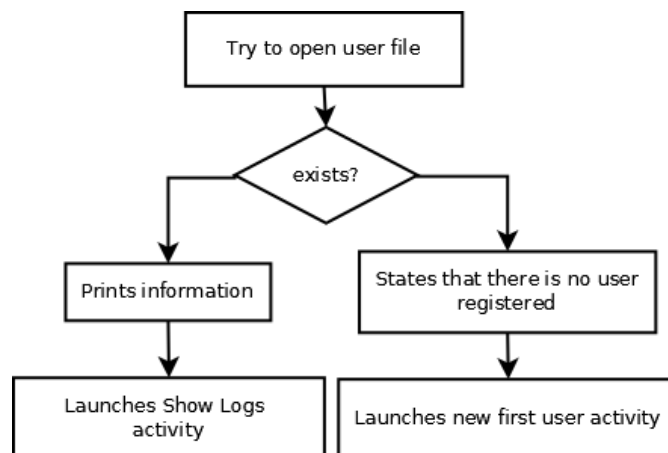 Try to open user file
exists?
Prints information
States that there is no user
registered
Launches Show Logs
activity
Launches new first user activity